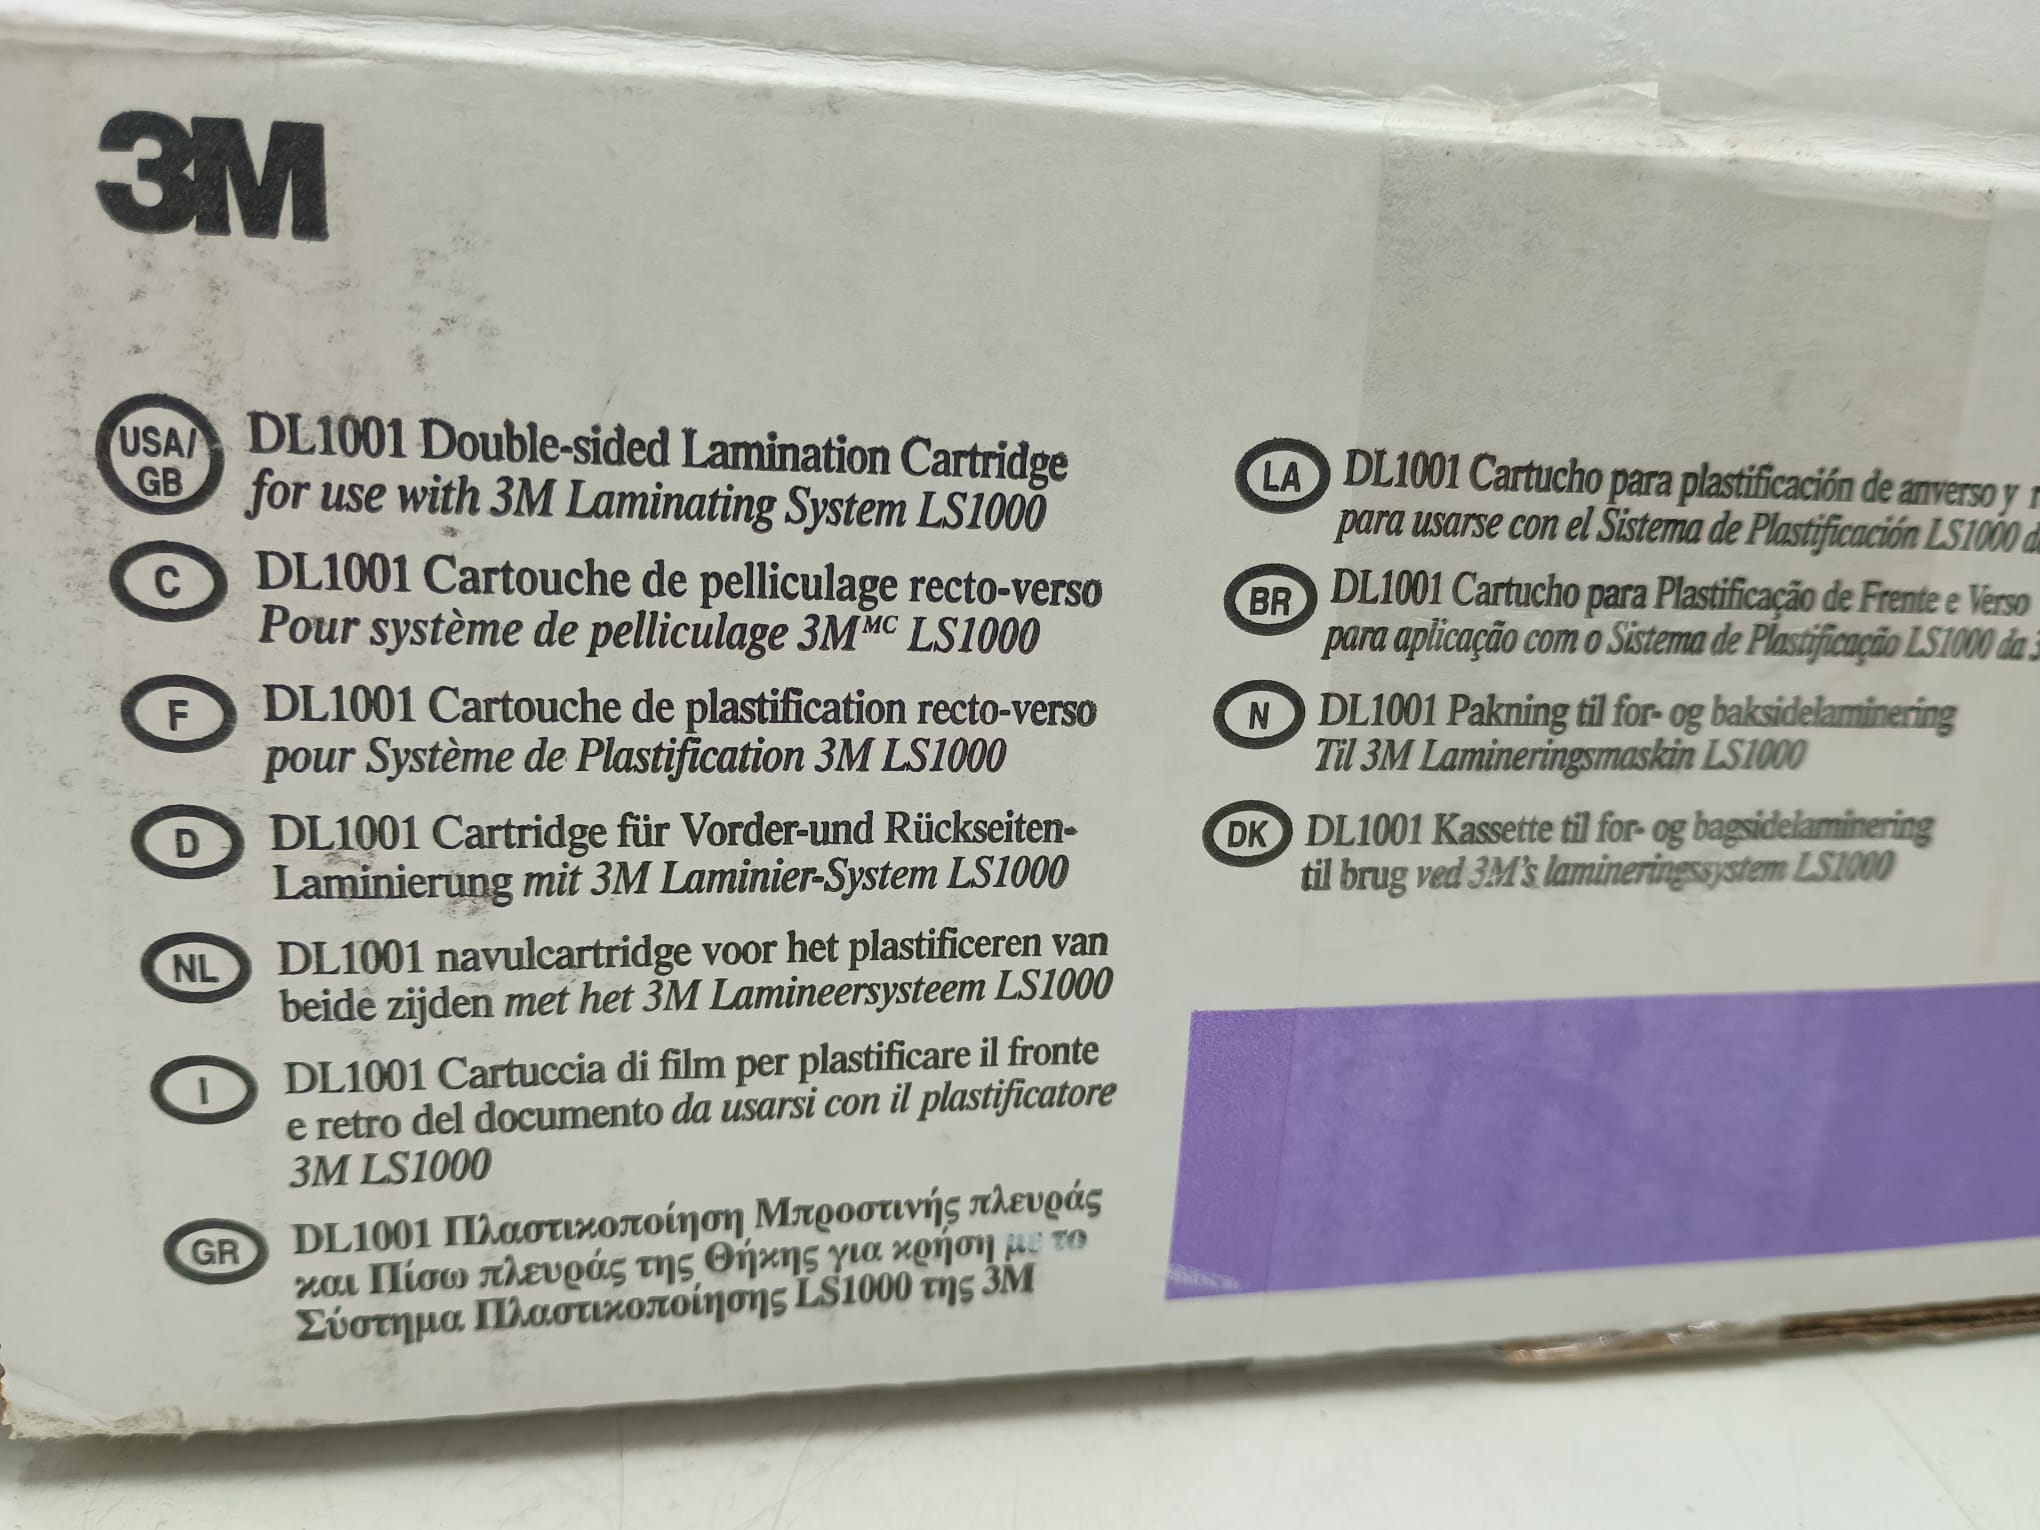 3M
USA/
GB
DL1001 Double-sided Lamination Cartridge
for use with 3M Laminating System LS1000
C
DL1001 Cartouche de pelliculage recto-verso
Pour système de pelliculage 3Mᴹᶜ LS1000
F
DL1001 Cartouche de plastification recto-verso
pour Système de Plastification 3M LS1000
D
DL1001 Cartridge für Vorder-und Rückseiten-
Laminierung mit 3M Laminier-System LS1000
NL
DL1001 navulcartridge voor het plastificeren van
beide zijden met het 3M Lamineersysteem LS1000
I
DL1001 Cartuccia di film per plastificare il fronte
e retro del documento da usarsi con il plastificatore
3M LS1000
GR
DL1001 Πλαστικοποίηση Μπροστινής πλευράς
και Πίσω πλευράς της Θήκης για χρήση με το
Σύστημα Πλαστικοποίησης LS1000 της 3M
LA
DL1001 Cartucho para plastificación de anverso y
para usarse con el Sistema de Plastificación LS1000
BR
DL1001 Cartucho para Plastificação de Frente e Verso
para aplicação com o Sistema de Plastificação LS1000 da
N
DL1001 Pakning til for- og baksidelaminering
Til 3M Lamineringsmaskin LS1000
DK
DL1001 Kassette til for- og bagsidelaminering
til brug ved 3M's lamineringssystem LS1000